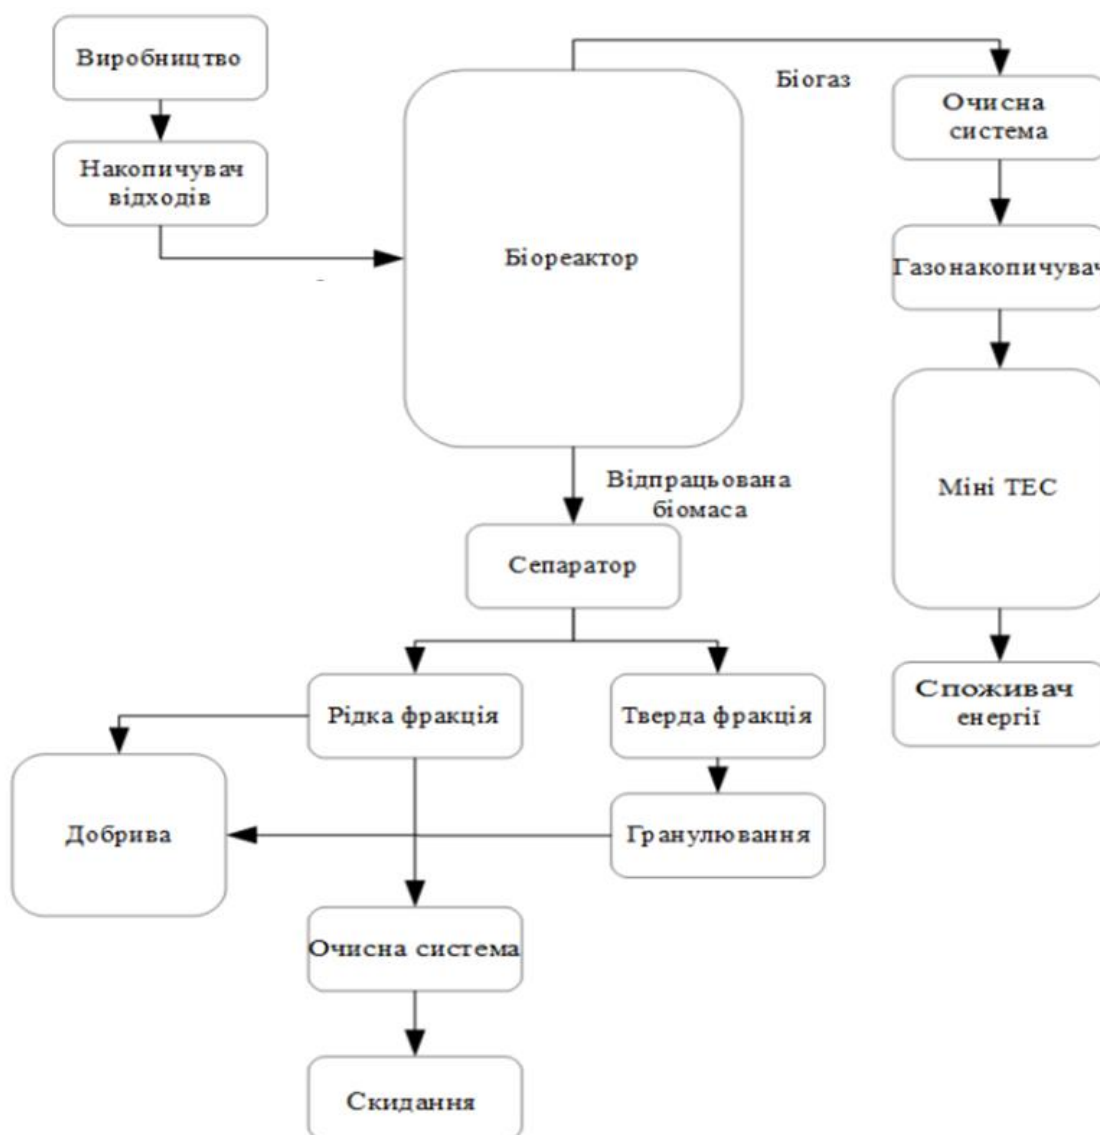 Виробництво
Накопичувач
відходів
Біореактор
Біогаз
Очисна
система
Газонакопичувач
Міні ТЕС
Споживач
енергії
Відпрацьована
біомаса
Сепаратор
Рідка фракція
Тверда фракція
Добрива
Гранулювання
Очисна система
Скидання